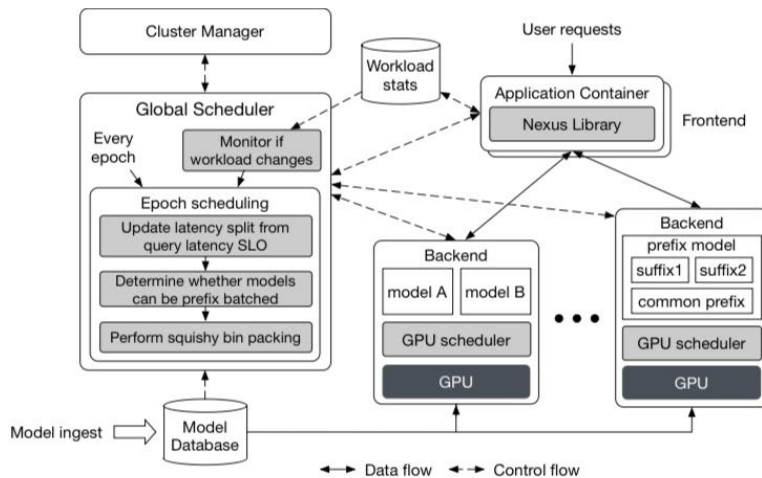 Cluster Manager
Global Scheduler
Every
epoch
Monitor if
workload changes
Epoch scheduling
Update latency split from
query latency SLO
Determine whether models
can be prefix batched
Perform squishy bin packing
Workload
stats
User requests
Application Container
Nexus Library
Frontend
Backend
model A
model B
GPU scheduler
GPU
Backend
prefix model
suffix1
suffix2
common prefix
GPU scheduler
GPU
Model ingest
Model
Database
Data flow
Control flow